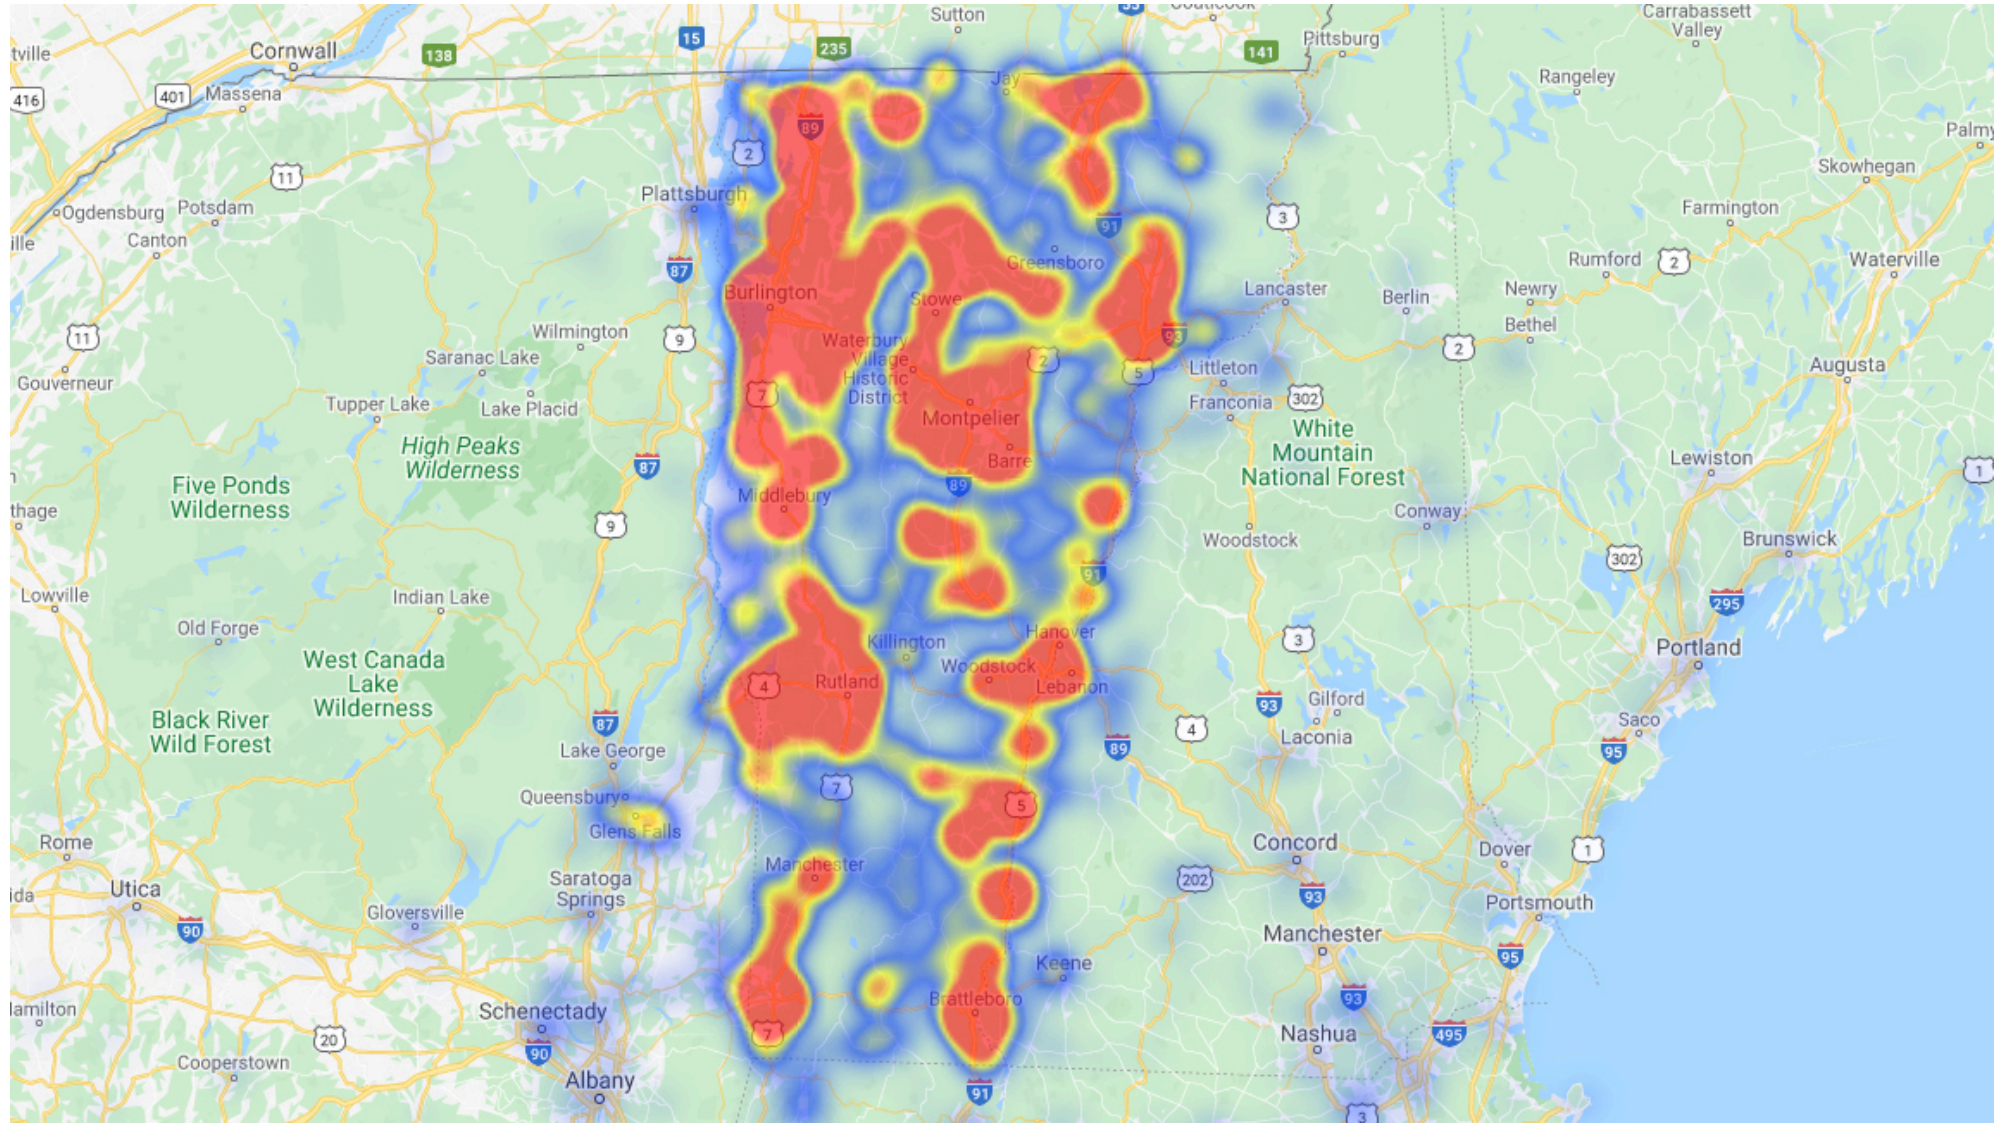 Sutton
Coaticook
55
Carrabassett
Valley
tville
Cornwall
138
15
235
141
Pittsburg
Rangeley
416
401
Massena
Jay
89
2
11
Plattsburgh
Palmy
Skowhegan
Ogdensburg
Potsdam
Canton
ille
3
91
Farmington
87
Greensboro
Rumford
2
Waterville
Burlington
Stowe
Lancaster
Berlin
Newry
Bethel
11
Wilmington
9
Waterbury
Village
Historic
District
93
2
2
Saranac Lake
Gouverneur
Lake Placid
Tupper Lake
7
5
Littleton
Franconia
302
Augusta
High Peaks
Wilderness
Montpelier
Barre
White
Mountain
National Forest
Lewiston
87
89
1
Five Ponds
Wilderness
Middlebury
thage
9
Conway
Woodstock
Brunswick
302
91
Lowville
Indian Lake
295
Old Forge
Killington
Hanover
3
Portland
West Canada
Lake
Wilderness
4
Rutland
Woodstock
Lebanon
Gilford
93
Laconia
Saco
Black River
Wild Forest
87
Lake George
4
89
95
7
Queensbury
Glens Falls
5
Rome
Manchester
Concord
Dover
1
Utica
Saratoga
Springs
202
93
Portsmouth
ida
Gloversville
90
Manchester
95
Keene
Schenectady
Brattleboro
93
lamilton
20
7
Nashua
495
Cooperstown
90
Albany
91
3